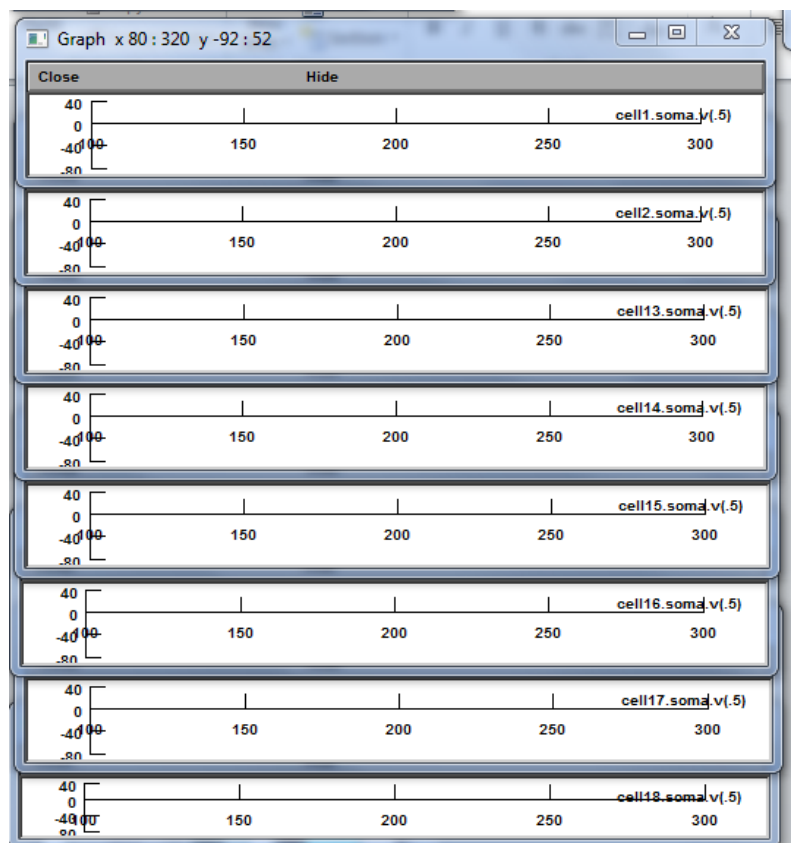 Graph x 80 : 320 y -92 : 52
Close Hide
40 cell1.soma.v(.5)
0
-40 100 150 200 250 300
-80
40 cell2.soma.v(.5)
0
-40 100 150 200 250 300
-80
40 cell13.soma.v(.5)
0
-40 100 150 200 250 300
-80
40 cell14.soma.v(.5)
0
-40 100 150 200 250 300
-80
40 cell15.soma.v(.5)
0
-40 100 150 200 250 300
-80
40 cell16.soma.v(.5)
0
-40 100 150 200 250 300
-80
40 cell17.soma.v(.5)
0
-40 100 150 200 250 300
-80
40 cell18.soma.v(.5)
0
-40 100 150 200 250 300
-80